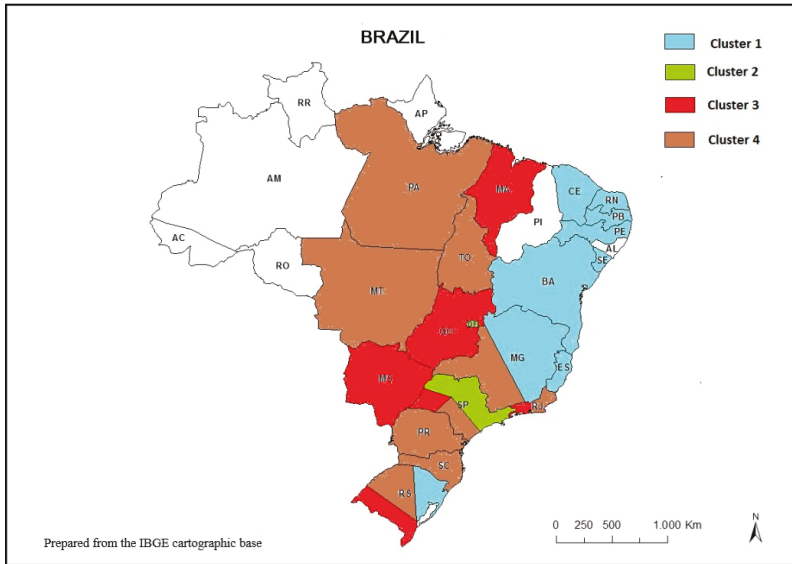 BRAZIL
Cluster 1
Cluster 2
Cluster 3
Cluster 4
RR
AP
AM
PA
MA
CE
RN
PB
PE
PI
AL
SE
AC
RO
TO
BA
MT
DF
MG
ES
MS
SP
RJ
PR
SC
RS
N
0 250 500 1.000 Km
Prepared from the IBGE cartographic base